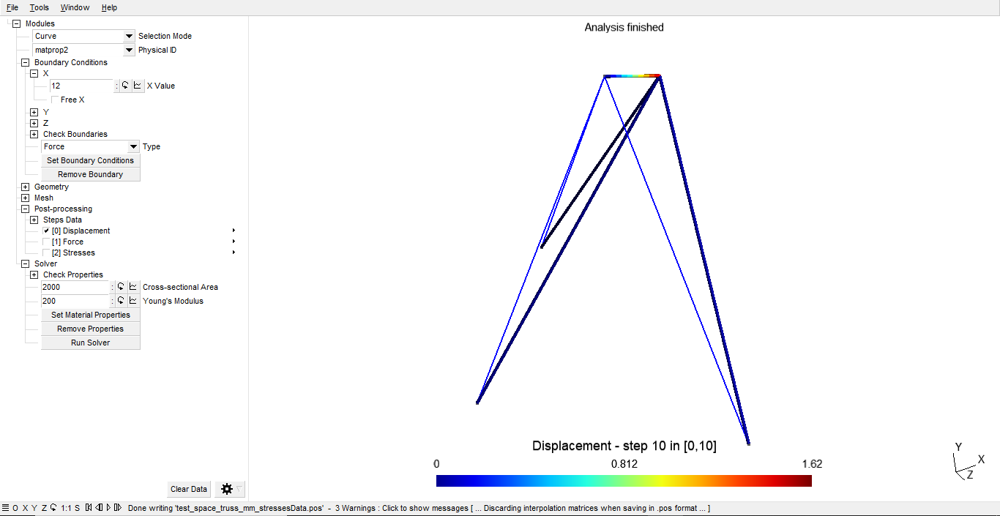 File Tools Window Help
Modules
Curve Selection Mode
matprop2 Physical ID
Boundary Conditions
X
12 : X Value
Free X
Y
Z
Check Boundaries
Force Type
Set Boundary Conditions
Remove Boundary
Geometry
Mesh
Post-processing
Steps Data
[0] Displacement
[1] Force
[2] Stresses
Solver
Check Properties
2000 : Cross-sectional Area
200 : Young's Modulus
Set Material Properties
Remove Properties
Run Solver
Clear Data
Analysis finished
Displacement - step 10 in [0,10]
0 0.812 1.62
Y
X
Z
O X Y Z 1:1 S Done writing 'test_space_truss_mm_stressesData.pos' - 3 Warnings : Click to show messages [ ... Discarding interpolation matrices when saving in .pos format ... ]